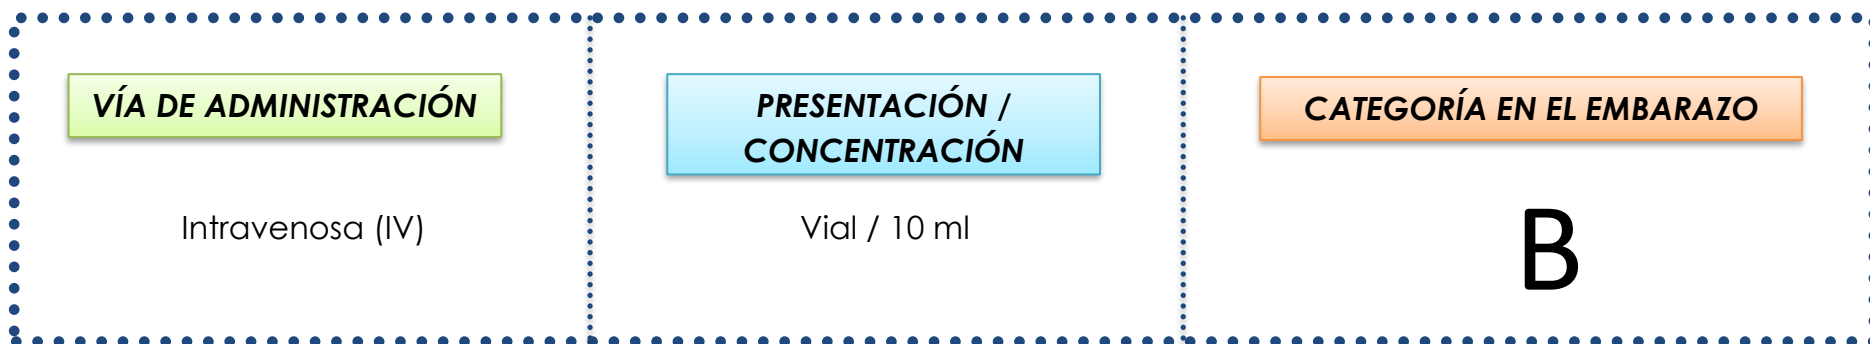 VÍA DE ADMINISTRACIÓN
Intravenosa (IV)
PRESENTACIÓN /
CONCENTRACIÓN
Vial / 10 ml
CATEGORÍA EN EL EMBARAZO
B